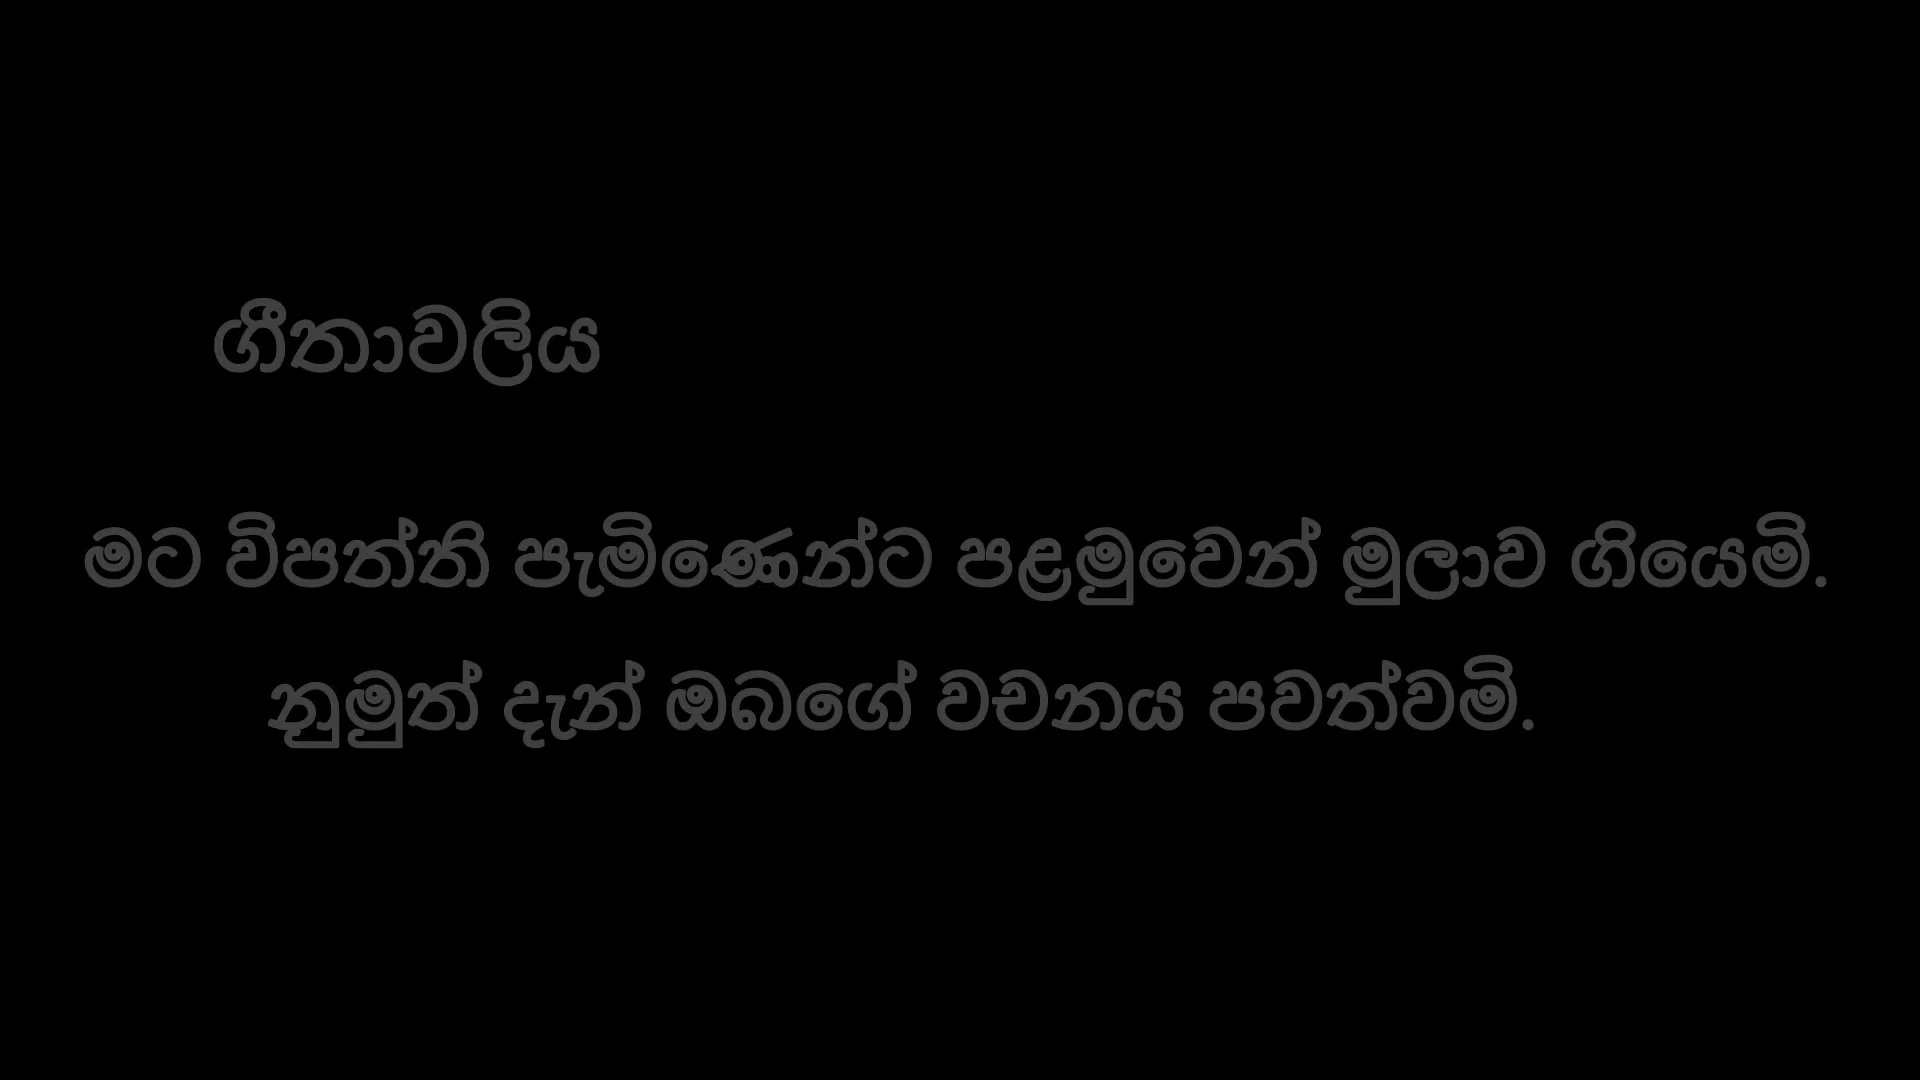 ගීතාවලිය
මට විපත්ති පැමිණෙන්ට පළමුවෙන් මුලාව ගියෙමි.
නුමුත් දැන් ඔබගේ වචනය පවත්වමි.